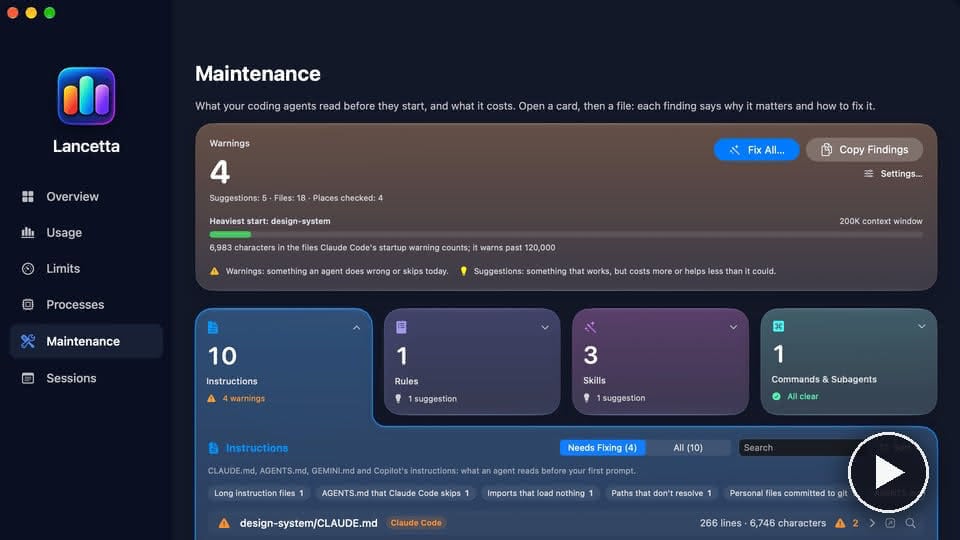 Lancetta
Overview
Usage
Limits
Processes
Maintenance
Sessions
Maintenance
What your coding agents read before they start, and what it costs. Open a card, then a file: each finding says why it matters and how to fix it.
Warnings
4
Fix All...
Copy Findings
Settings...
Suggestions: 5 · Files: 18 · Places checked: 4
Heaviest start: design-system
200K context window
6,983 characters in the files Claude Code's startup warning counts; it warns past 120,000
Warnings: something an agent does wrong or skips today.
Suggestions: something that works, but costs more or helps less than it could.
10
Instructions
4 warnings
1
Rules
1 suggestion
3
Skills
1 suggestion
1
Commands & Subagents
All clear
Instructions
Needs Fixing (4)
All (10)
Search
CLAUDE.md, AGENTS.md, GEMINI.md and Copilot's instructions: what an agent reads before your first prompt.
Long instruction files 1
AGENTS.md that Claude Code skips 1
Imports that load nothing 1
Paths that don't resolve 1
Personal files committed to git
design-system/CLAUDE.md
Claude Code
266 lines · 6,746 characters
2